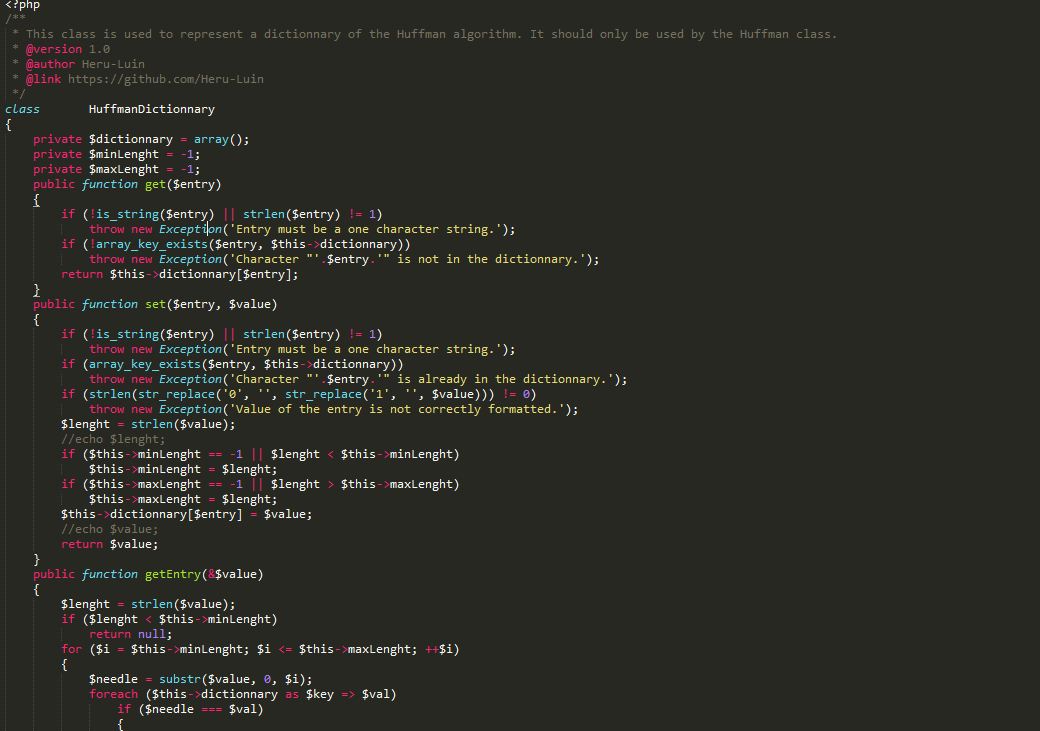 <?php
/**
 * This class is used to represent a dictionnary of the Huffman algorithm. It should only be used by the Huffman class.
 * @version 1.0
 * @author Heru-Luin
 * @link https://github.com/Heru-Luin
 */
class       HuffmanDictionnary
{
    private $dictionnary = array();
    private $minLenght = -1;
    private $maxLenght = -1;
    public function get($entry)
    {
        if (!is_string($entry) || strlen($entry) != 1)
            throw new Exception('Entry must be a one character string.');
        if (!array_key_exists($entry, $this->dictionnary))
            throw new Exception('Character "'.$entry.'" is not in the dictionnary.');
        return $this->dictionnary[$entry];
    }
    public function set($entry, $value)
    {
        if (!is_string($entry) || strlen($entry) != 1)
            throw new Exception('Entry must be a one character string.');
        if (array_key_exists($entry, $this->dictionnary))
            throw new Exception('Character "'.$entry.'" is already in the dictionnary.');
        if (strlen(str_replace('0', '', str_replace('1', '', $value))) != 0)
            throw new Exception('Value of the entry is not correctly formatted.');
        $lenght = strlen($value);
        //echo $lenght;
        if ($this->minLenght == -1 || $lenght < $this->minLenght)
            $this->minLenght = $lenght;
        if ($this->maxLenght == -1 || $lenght > $this->maxLenght)
            $this->maxLenght = $lenght;
        $this->dictionnary[$entry] = $value;
        //echo $value;
        return $value;
    }
    public function getEntry(&$value)
    {
        $lenght = strlen($value);
        if ($lenght < $this->minLenght)
            return null;
        for ($i = $this->minLenght; $i <= $this->maxLenght; ++$i)
        {
            $needle = substr($value, 0, $i);
            foreach ($this->dictionnary as $key => $val)
                if ($needle === $val)
                {